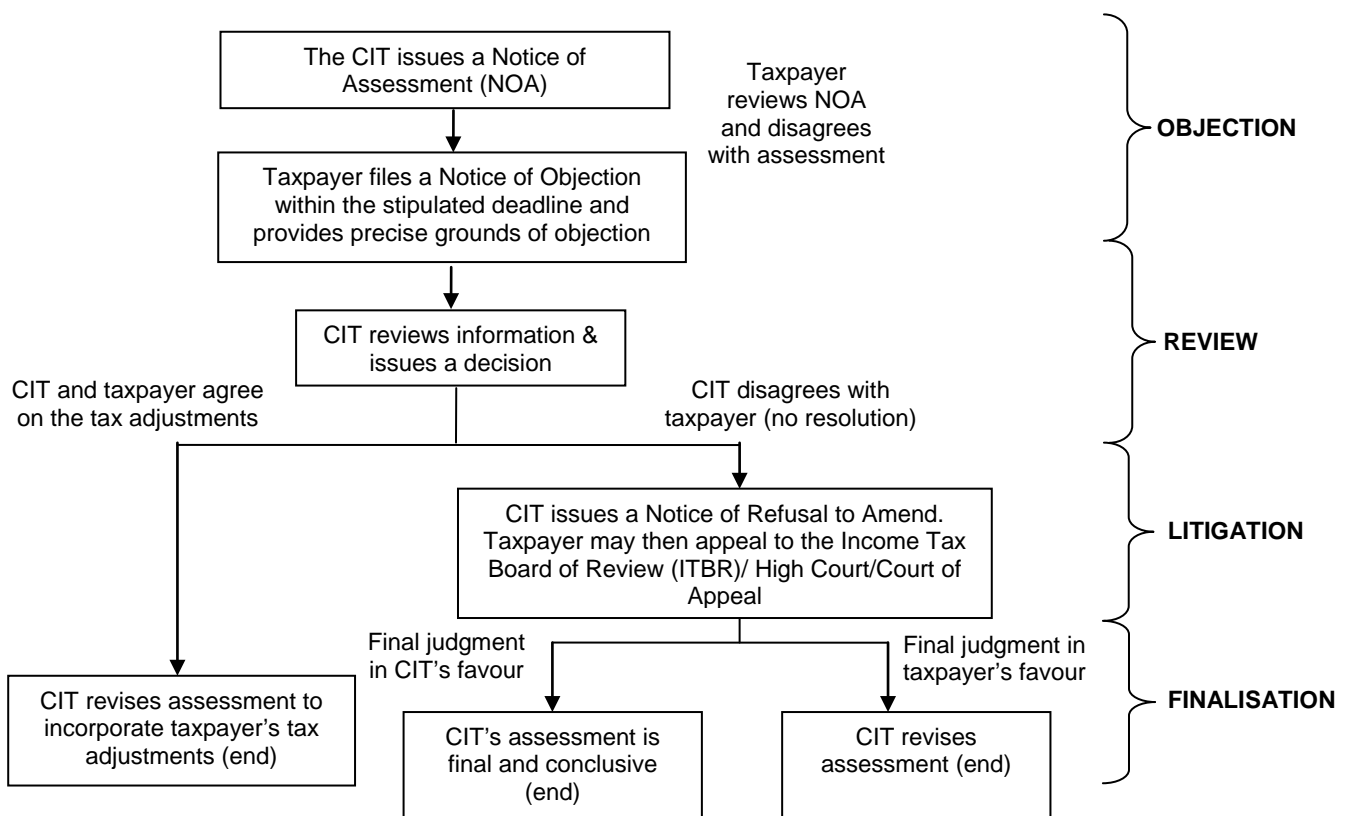 The CIT issues a Notice of
Assessment (NOA)
Taxpayer
reviews NOA
and disagrees
with assessment
OBJECTION
Taxpayer files a Notice of Objection
within the stipulated deadline and
provides precise grounds of objection
CIT reviews information &
issues a decision
REVIEW
CIT and taxpayer agree
on the tax adjustments
CIT disagrees with
taxpayer (no resolution)
CIT issues a Notice of Refusal to Amend.
Taxpayer may then appeal to the Income Tax
Board of Review (ITBR)/ High Court/Court of
Appeal
LITIGATION
Final judgment
in CIT’s favour
Final judgment in
taxpayer’s favour
FINALISATION
CIT revises assessment to
incorporate taxpayer’s tax
adjustments (end)
CIT’s assessment is
final and conclusive
(end)
CIT revises
assessment (end)